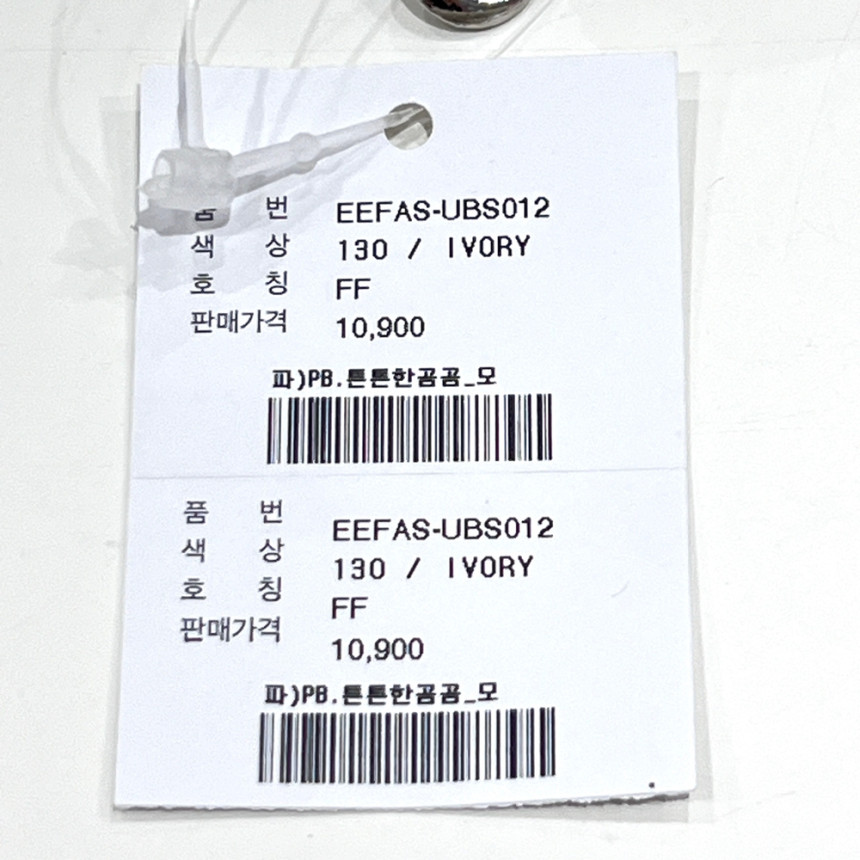 품 번 EEFAS-UBS012
색 상 130 / IVORY
호 칭 FF
판매가격 10,900
파)PB.튼튼한곰곰_모
품 번 EEFAS-UBS012
색 상 130 / IVORY
호 칭 FF
판매가격 10,900
파)PB.튼튼한곰곰_모